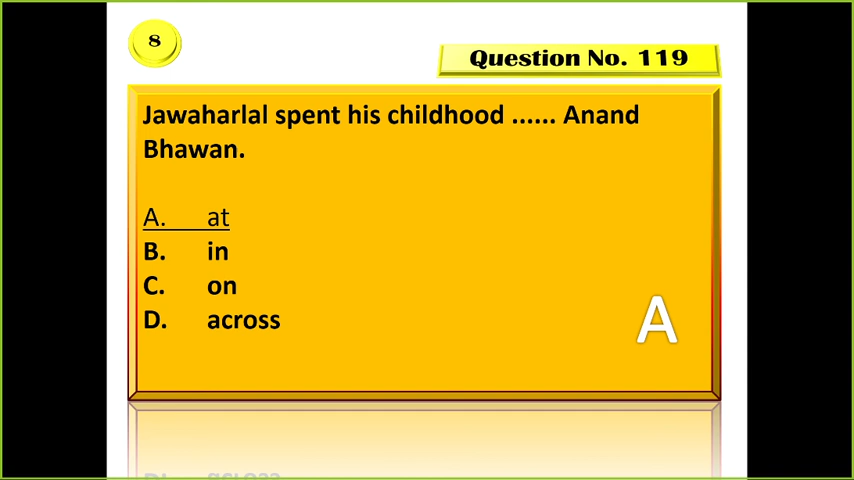 8
Question No. 119
Jawaharlal spent his childhood ...... Anand
Bhawan.
A. at
B. in
C. on
D. across
A